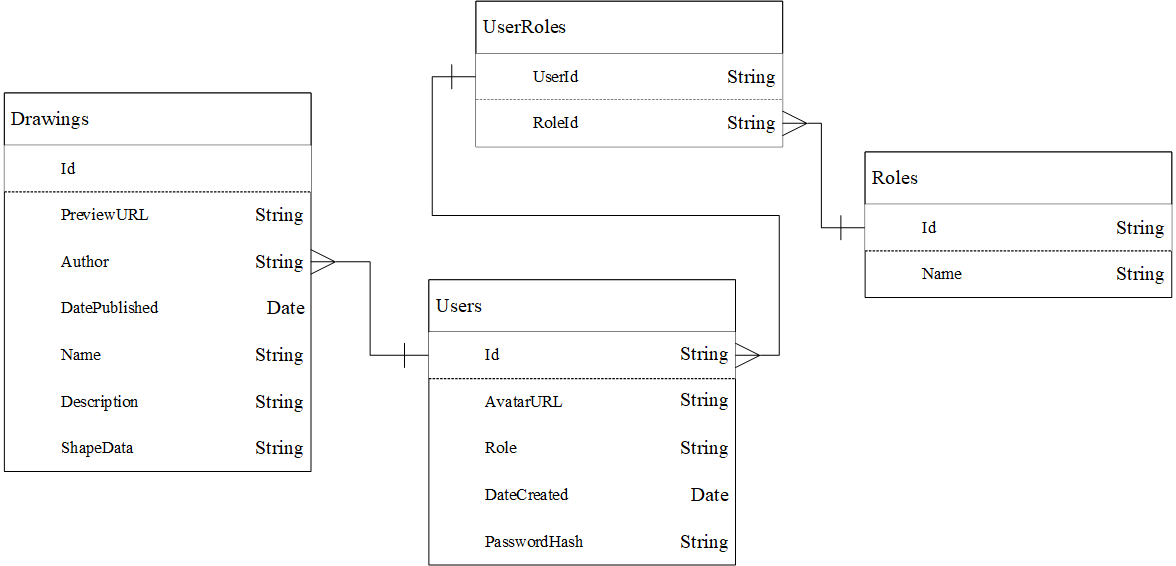 UserRoles
UserId String
RoleId String
Drawings
Id
PreviewURL String
Author String
DatePublished Date
Name String
Description String
ShapeData String
Users
Id String
AvatarURL String
Role String
DateCreated Date
PasswordHash String
Roles
Id String
Name String